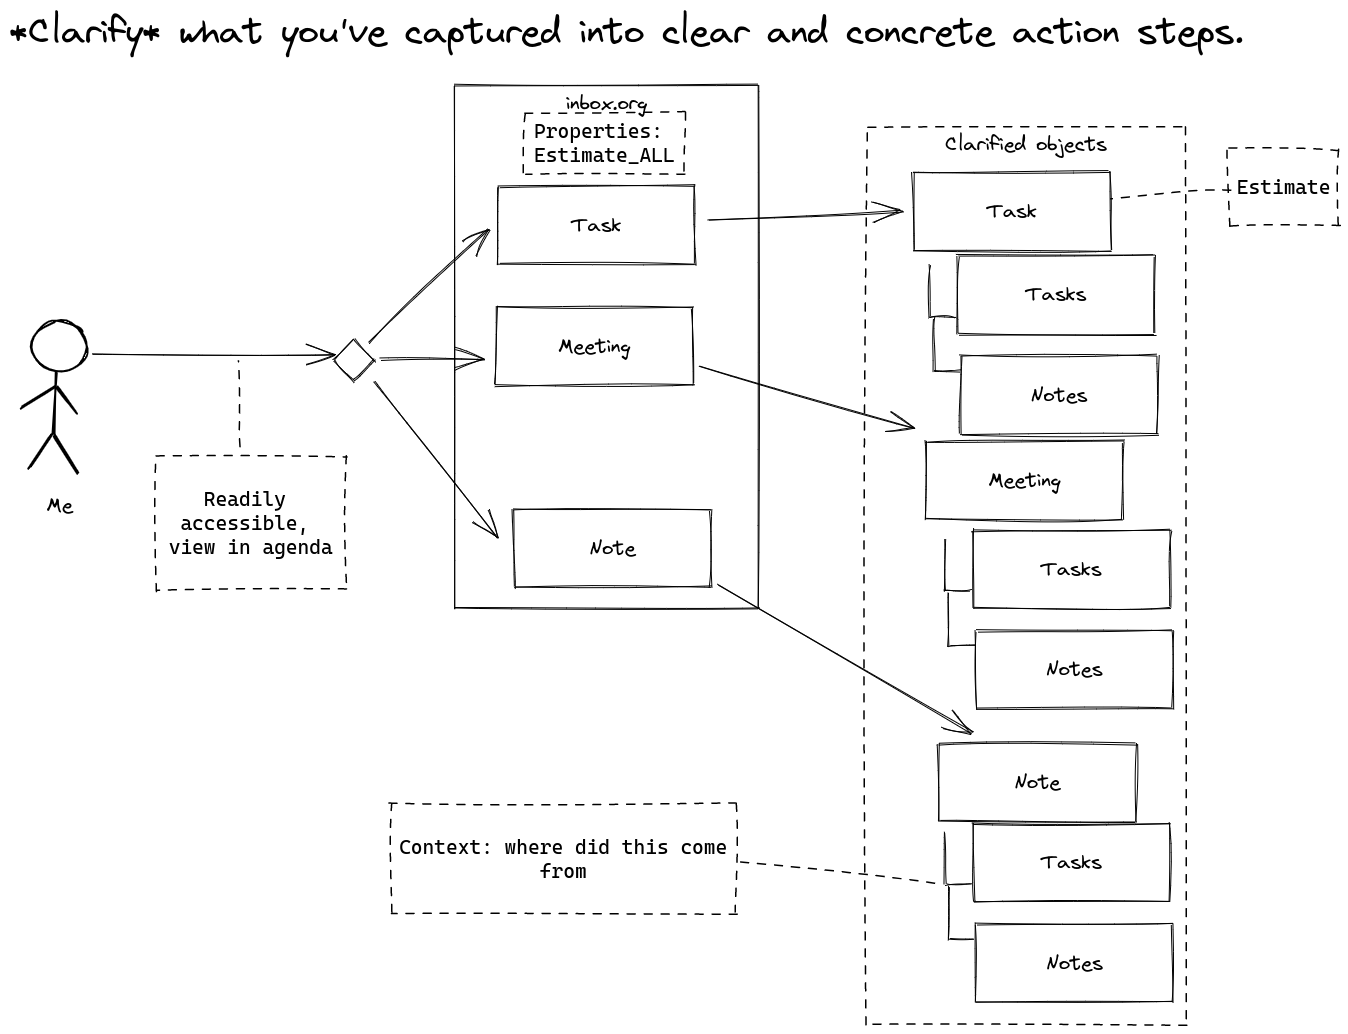 *Clarify* what you've captured into clear and concrete action steps.
inbox.org
Properties:
Estimate_ALL
Task
Meeting
Note
Me
Readily
accessible,
view in agenda
Clarified objects
Task
Estimate
Tasks
Notes
Meeting
Tasks
Notes
Note
Tasks
Notes
Context: where did this come
from